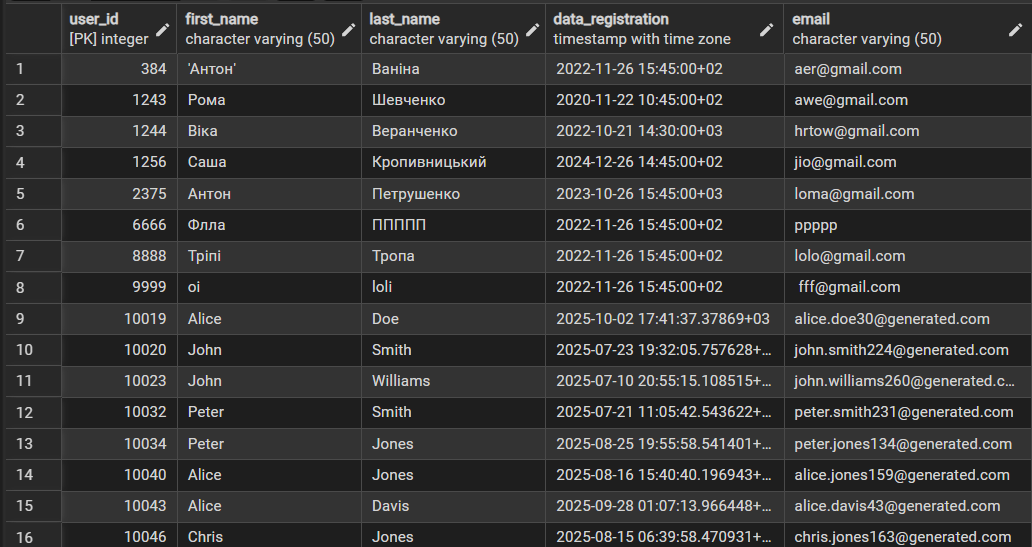 user_id first_name last_name data_registration email
[PK] integer character varying (50) character varying (50) timestamp with time zone character varying (50)
1 384 'Антон' Ваніна 2022-11-26 15:45:00+02 aer@gmail.com
2 1243 Рома Шевченко 2020-11-22 10:45:00+02 awe@gmail.com
3 1244 Віка Веранченко 2022-10-21 14:30:00+03 hrtow@gmail.com
4 1256 Саша Кропивницький 2024-12-26 14:45:00+02 jio@gmail.com
5 2375 Антон Петрушенко 2023-10-26 15:45:00+03 loma@gmail.com
6 6666 Флла ППППП 2022-11-26 15:45:00+02 ppppp
7 8888 Тріпі Тропа 2022-11-26 15:45:00+02 lolo@gmail.com
8 9999 oi loli 2022-11-26 15:45:00+02 fff@gmail.com
9 10019 Alice Doe 2025-10-02 17:41:37.37869+03 alice.doe30@generated.com
10 10020 John Smith 2025-07-23 19:32:05.757628+... john.smith224@generated.com
11 10023 John Williams 2025-07-10 20:55:15.108515+... john.williams260@generated.c...
12 10032 Peter Smith 2025-07-21 11:05:42.543622+... peter.smith231@generated.com
13 10034 Peter Jones 2025-08-25 19:55:58.541401+... peter.jones134@generated.com
14 10040 Alice Jones 2025-08-16 15:40:40.196943+... alice.jones159@generated.com
15 10043 Alice Davis 2025-09-28 01:07:13.966448+... alice.davis43@generated.com
16 10046 Chris Jones 2025-08-15 06:39:58.470931+... chris.jones163@generated.com